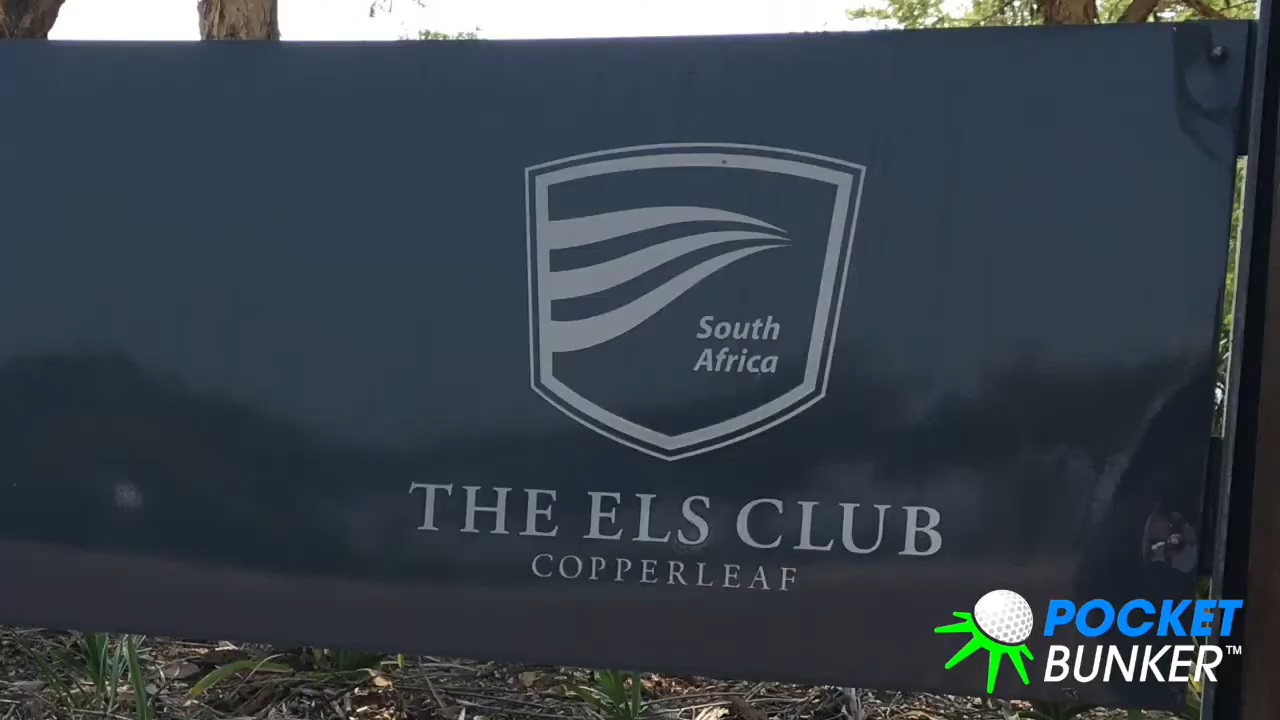 South
Africa
THE ELS CLUB
COPPERLEAF
POCKET
BUNKER™